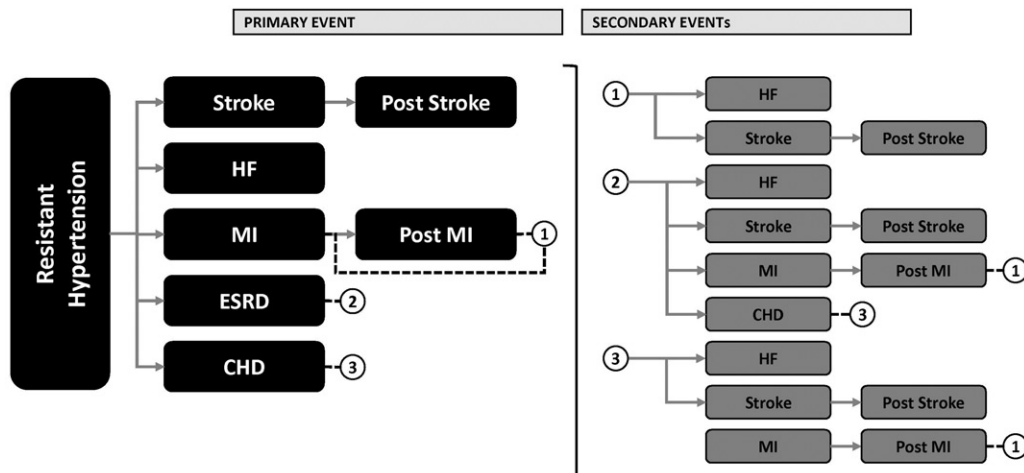 PRIMARY EVENT
SECONDARY EVENTs
Resistant
Hypertension
Stroke
Post Stroke
HF
MI
Post MI
1
ESRD
2
CHD
3
1
HF
Stroke
Post Stroke
2
HF
Stroke
Post Stroke
MI
Post MI
1
CHD
3
3
HF
Stroke
Post Stroke
MI
Post MI
1